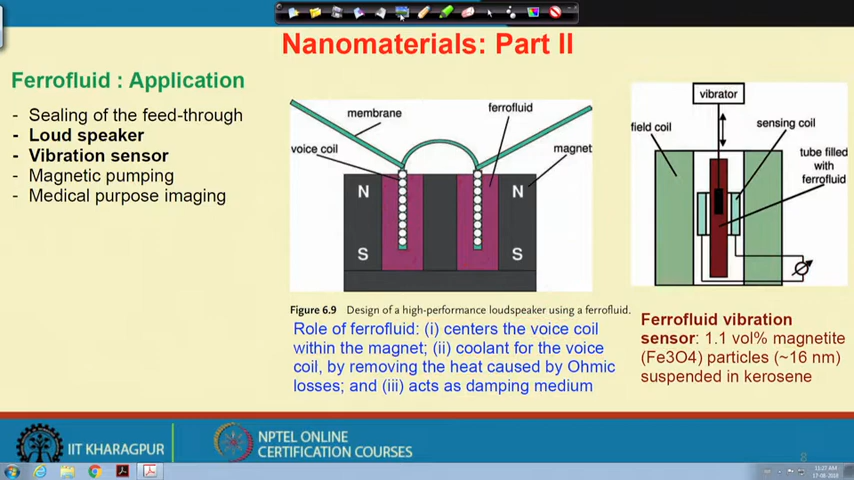 Nanomaterials: Part II
Ferrofluid : Application
- Sealing of the feed-through
- Loud speaker
- Vibration sensor
- Magnetic pumping
- Medical purpose imaging
membrane
ferrofluid
voice coil
magnet
N
N
S
S
Figure 6.9 Design of a high-performance loudspeaker using a ferrofluid.
Role of ferrofluid: (i) centers the voice coil
within the magnet; (ii) coolant for the voice
coil, by removing the heat caused by Ohmic
losses; and (iii) acts as damping medium
vibrator
field coil
sensing coil
tube filled
with
ferrofluid
Ferrofluid vibration
sensor: 1.1 vol% magnetite
(Fe3O4) particles (~16 nm)
suspended in kerosene
IIT KHARAGPUR
NPTEL ONLINE
CERTIFICATION COURSES
8
11:27 AM